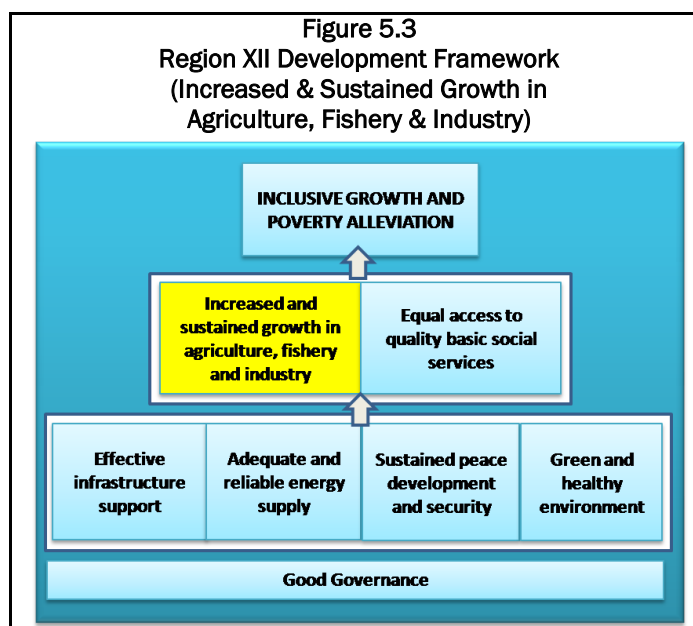 Figure 5.3
Region XII Development Framework
(Increased & Sustained Growth in
Agriculture, Fishery & Industry)
INCLUSIVE GROWTH AND
POVERTY ALLEVIATION
Increased and
sustained growth in
agriculture, fishery
and industry
Equal access to
quality basic social
services
Effective
infrastructure
support
Adequate and
reliable energy
supply
Sustained peace
development
and security
Green and
healthy
environment
Good Governance